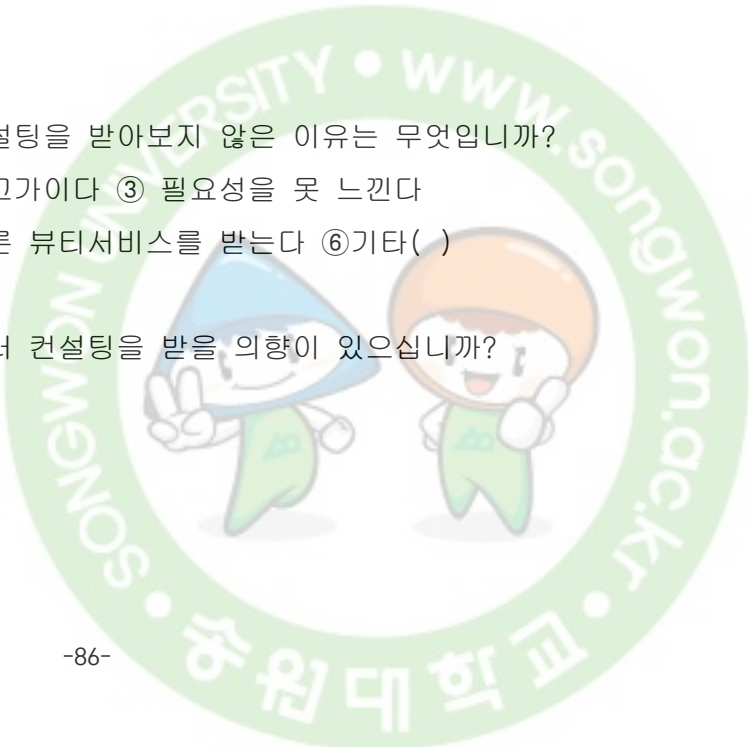 설팅을 받아보지 않은 이유는 무엇입니까?
고가이다 ③ 필요성을 못 느낀다
른 뷰티서비스를 받는다 ⑥기타( )
러 컨설팅을 받을 의향이 있으십니까?
-86-
SONGWON UNIVERSITY • www.songwon.ac.kr • 송원대학교 •